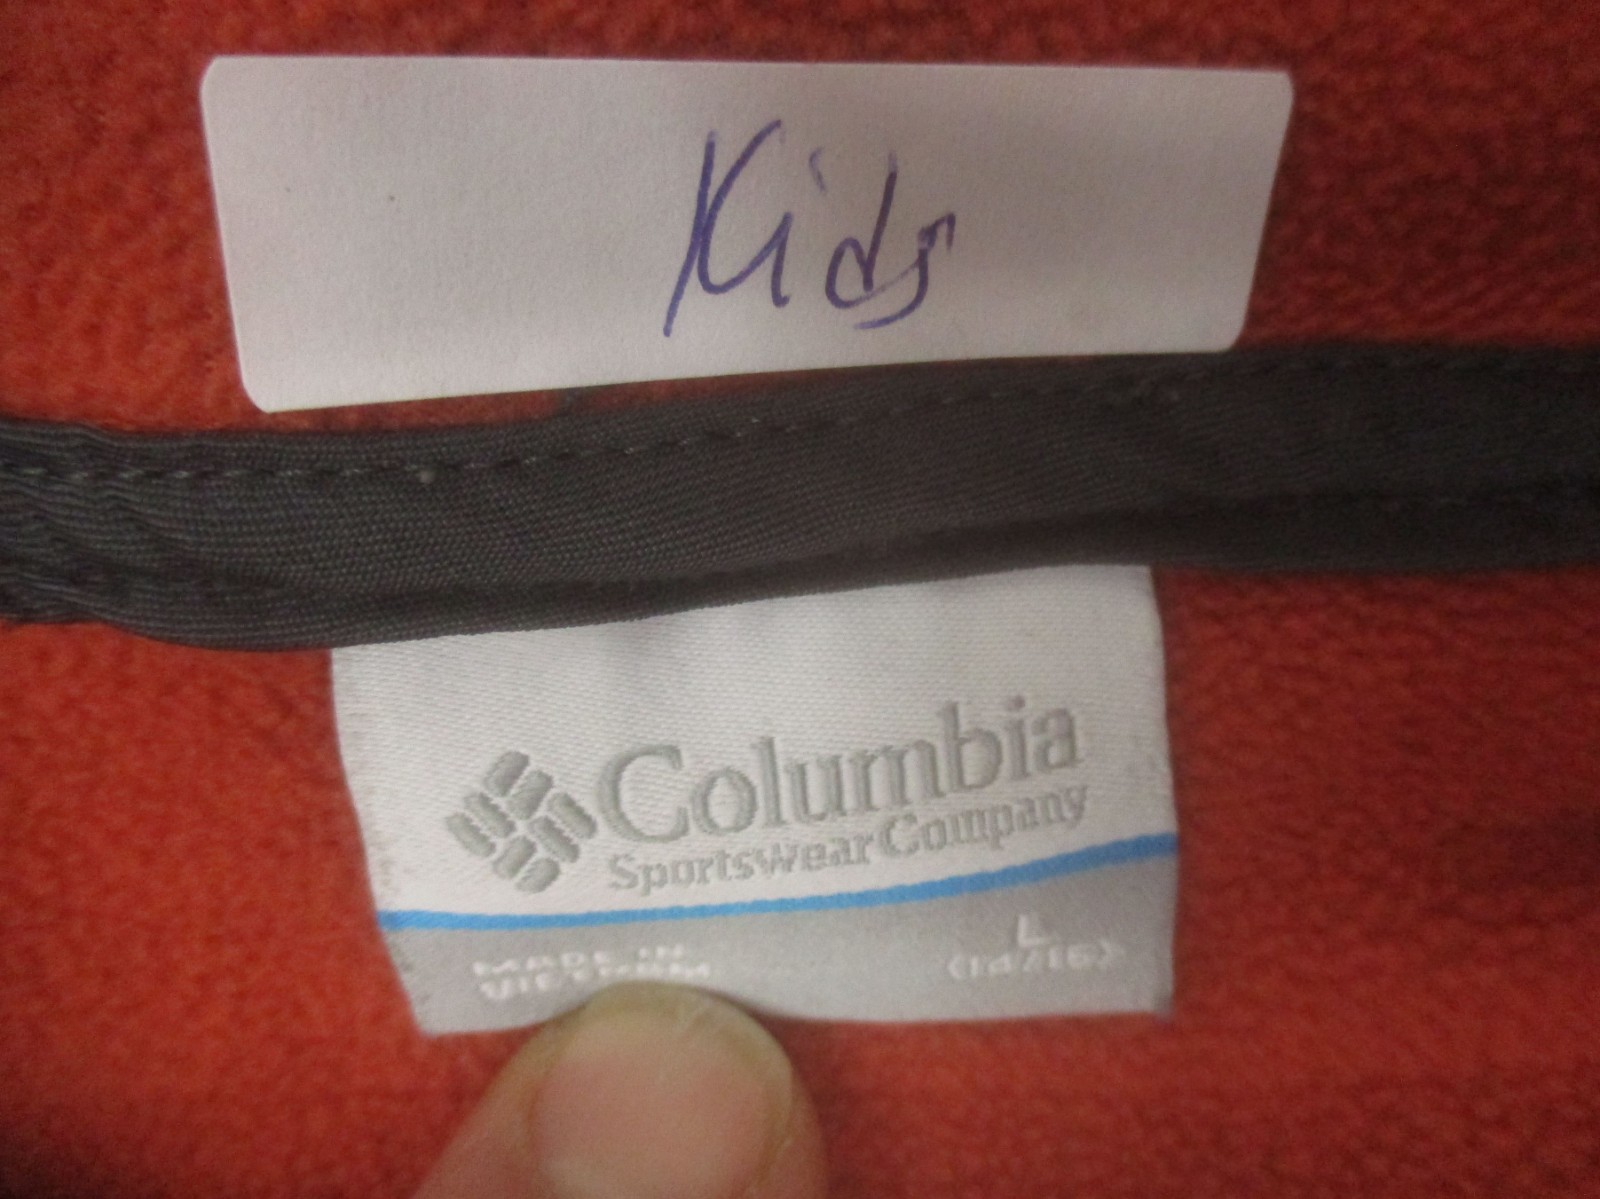 Kids
Columbia
Sportswear Company
MADE IN
VIETNAM
L
(14/16)